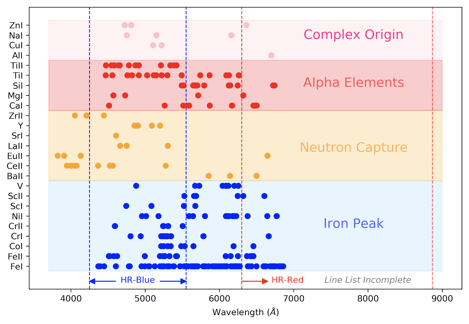 ZnI
NaI
CuI
AlI
TiII
TiI
SiI
MgI
CaI
ZrII
Y
SrI
LaII
EuII
CeII
BaII
V
ScII
ScI
NiI
CrII
CrI
CoI
FeII
FeI
Complex Origin
Alpha Elements
Neutron Capture
Iron Peak
HR-Blue
HR-Red
Line List Incomplete
4000 5000 6000 7000 8000 9000
Wavelength (Å)